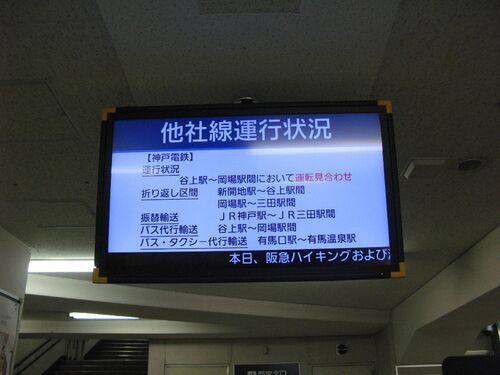 他社線運行状況
【神戸電鉄】
運行状況
谷上駅～岡場駅間において運転見合わせ
折り返し区間 新開地駅～谷上駅間
岡場駅～三田駅間
振替輸送 ＪＲ神戸駅～ＪＲ三田駅間
バス代行輸送 谷上駅～岡場駅間
バス・タクシー代行輸送 有馬口駅～有馬温泉駅
本日、阪急ハイキングおよび